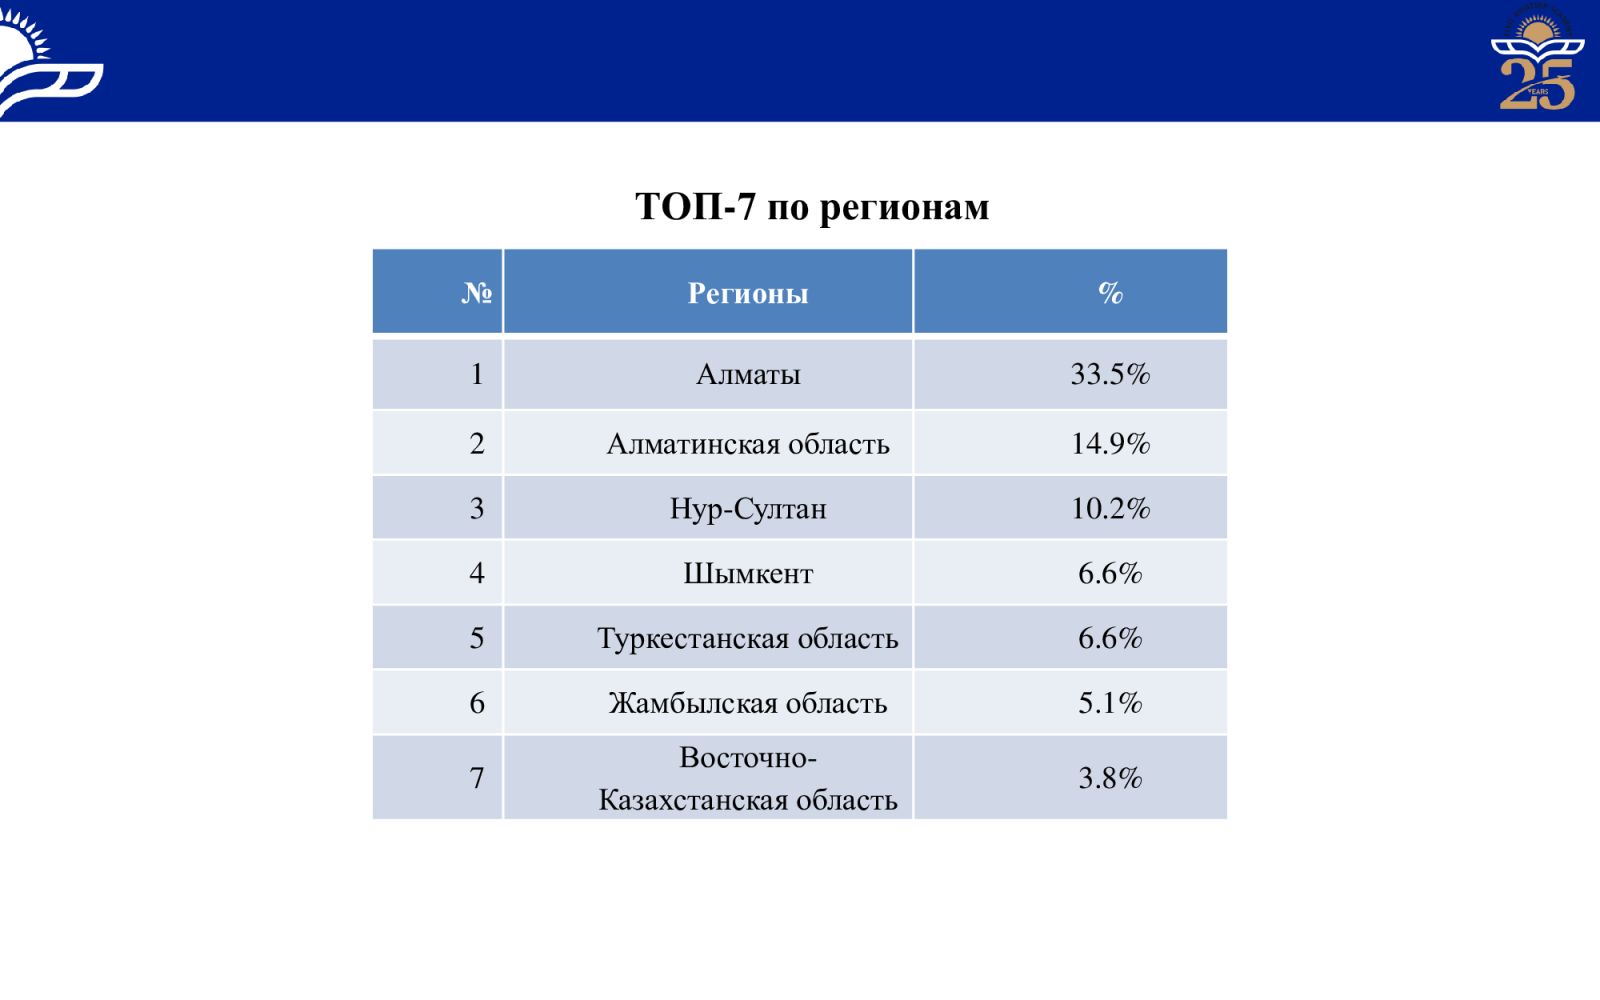 25
YEARS
ТОП-7 по регионам
№ Регионы %
1 Алматы 33.5%
2 Алматинская область 14.9%
3 Нур-Султан 10.2%
4 Шымкент 6.6%
5 Туркестанская область 6.6%
6 Жамбылская область 5.1%
7 Восточно-
Казахстанская область 3.8%